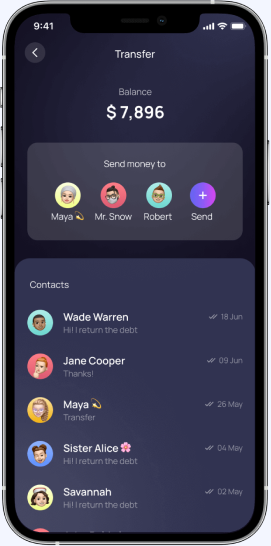 9:41
Transfer
Balance
$ 7,896
Send money to
Maya 💫 Mr. Snow Robert Send
Contacts
Wade Warren 18 Jun
Hi! I return the debt
Jane Cooper 09 Jun
Thanks!
Maya 💫 26 May
Transfer
Sister Alice 🌸 04 May
Hi! I return the debt
Savannah 02 May
Hi! I return the debt